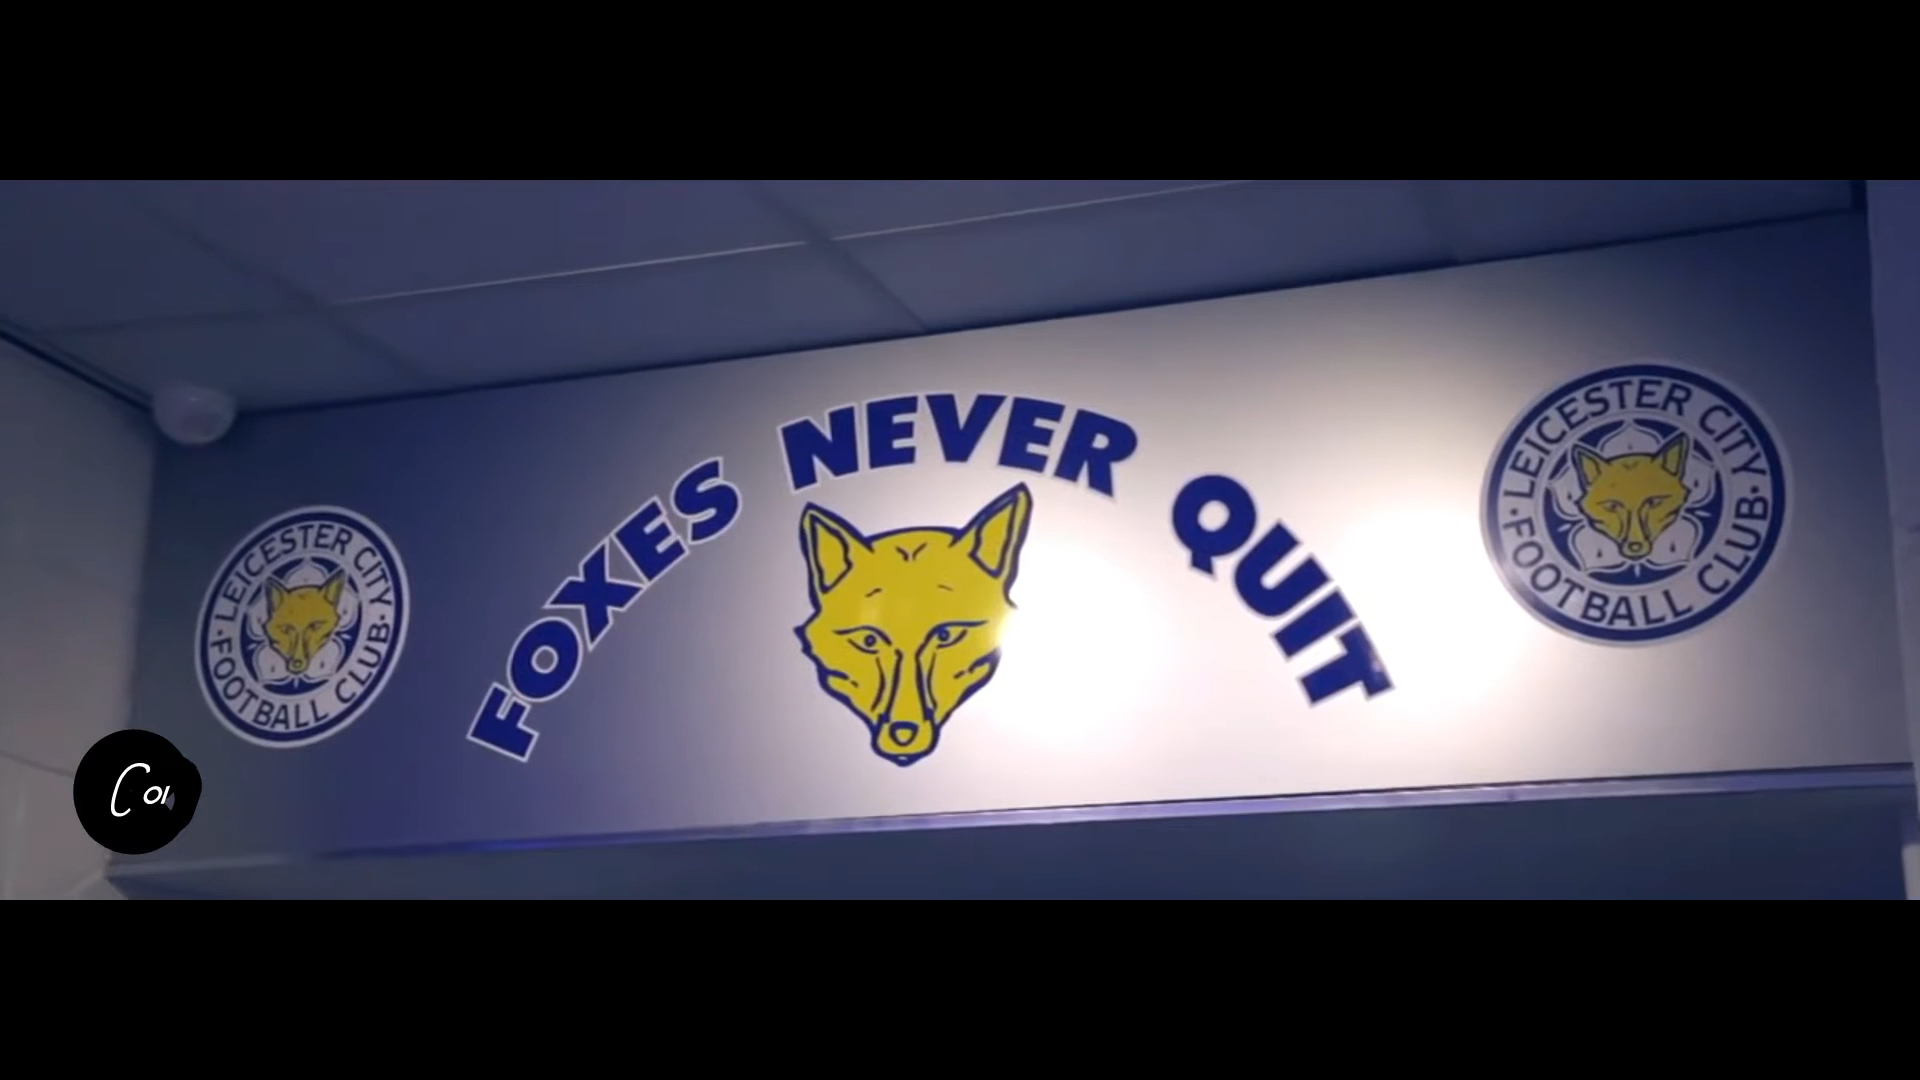 FOXES NEVER QUIT
LEICESTER CITY
FOOTBALL CLUB
LEICESTER CITY
FOOTBALL CLUB